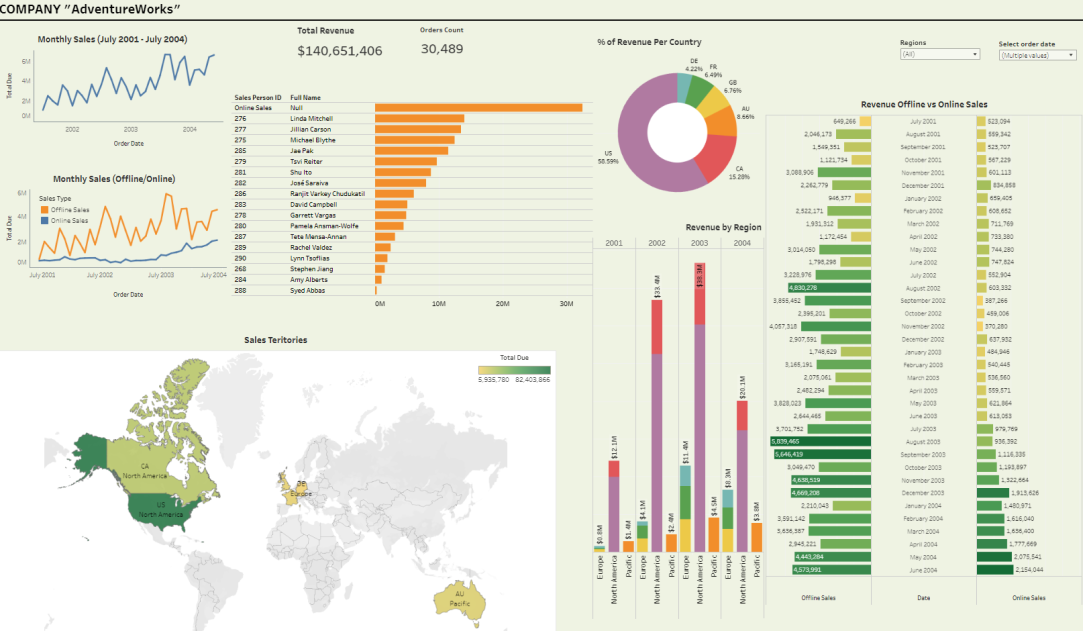 COMPANY "AdventureWorks"
Monthly Sales (July 2001 - July 2004)
Total Due
6M
4M
2M
0M
2002
2003
2004
Order Date
Monthly Sales (Offline/Online)
Sales Type
Offline Sales
Online Sales
Total Due
6M
4M
2M
0M
July 2001
July 2002
July 2003
July 2004
Order Date
Total Revenue
$140,651,406
Orders Count
30,489
Sales Person ID Full Name
Online Sales Null
276 Linda Mitchell
277 Jillian Carson
275 Michael Blythe
285 Jae Pak
279 Tsvi Reiter
281 Shu Ito
282 José Saraiva
286 Ranjit Varkey Chudukatil
283 David Campbell
278 Garrett Vargas
280 Pamela Ansman-Wolfe
287 Tete Mensa-Annan
289 Rachel Valdez
290 Lynn Tsoflias
268 Stephen Jiang
284 Amy Alberts
288 Syed Abbas
0M 10M 20M 30M
% of Revenue Per Country
DE
4.22%
FR
6.49%
GB
6.76%
AU
8.66%
CA
15.28%
US
58.59%
Regions
(All)
Select order date
(Multiple values)
Revenue by Region
2001 2002 2003 2004
$0.8M
$12.1M
$1.4M
$4.1M
$33.4M
$2.4M
$11.4M
$38.3M
$4.5M
$8.3M
$20.1M
$3.8M
Europe
North America
Pacific
Europe
North America
Pacific
Europe
North America
Pacific
Europe
North America
Pacific
Revenue Offline vs Online Sales
649,266 July 2001 523,094
2,046,173 August 2001 559,342
1,549,351 September 2001 523,707
1,121,734 October 2001 567,229
3,088,906 November 2001 601,113
2,262,779 December 2001 834,868
946,377 January 2002 659,405
2,522,171 February 2002 608,652
1,931,312 March 2002 711,769
1,172,464 April 2002 733,380
3,014,050 May 2002 744,280
1,798,298 June 2002 747,824
3,228,976 July 2002 552,904
4,830,276 August 2002 603,332
3,853,452 September 2002 387,266
2,395,201 October 2002 459,006
4,057,318 November 2002 370,280
2,907,591 December 2002 637,932
1,748,629 January 2003 484,946
3,165,191 February 2003 540,445
2,075,061 March 2003 536,560
2,482,294 April 2003 559,571
3,828,023 May 2003 621,864
2,644,465 June 2003 613,053
3,701,752 July 2003 979,769
5,839,465 August 2003 936,392
5,646,419 September 2003 1,116,335
3,049,470 October 2003 1,193,897
4,638,519 November 2003 1,322,664
4,669,208 December 2003 1,913,626
2,210,043 January 2004 1,480,971
3,591,142 February 2004 1,616,040
3,636,387 March 2004 1,656,400
2,945,221 April 2004 1,777,669
4,443,264 May 2004 2,075,541
4,573,991 June 2004 2,154,044
Offline Sales Date Online Sales
Sales Teritories
Total Due
5,935,780 82,403,866
CA
North America
US
North America
DE
Europe
AU
Pacific